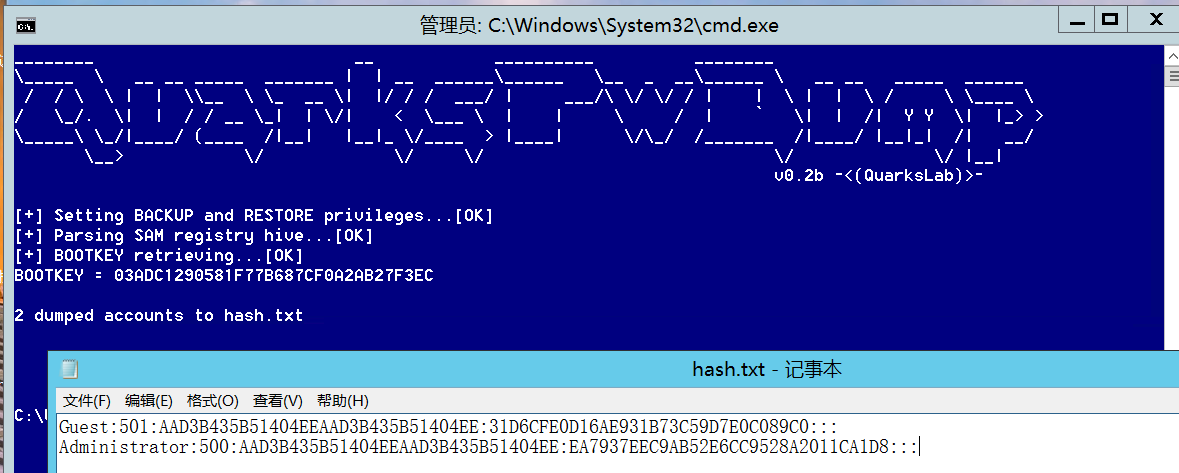 管理员: C:\Windows\System32\cmd.exe
QuarksPwDump
v0.2b -<(QuarksLab)>-
[+] Setting BACKUP and RESTORE privileges...[OK]
[+] Parsing SAM registry hive...[OK]
[+] BOOTKEY retrieving...[OK]
BOOTKEY = 03ADC1290581F77B687CF0A2AB27F3EC
2 dumped accounts to hash.txt
C:\U
hash.txt - 记事本
文件(F) 编辑(E) 格式(O) 查看(V) 帮助(H)
Guest:501:AAD3B435B51404EEAAD3B435B51404EE:31D6CFE0D16AE931B73C59D7E0C089C0:::
Administrator:500:AAD3B435B51404EEAAD3B435B51404EE:EA7937EEC9AB52E6CC9528A2011CA1D8:::